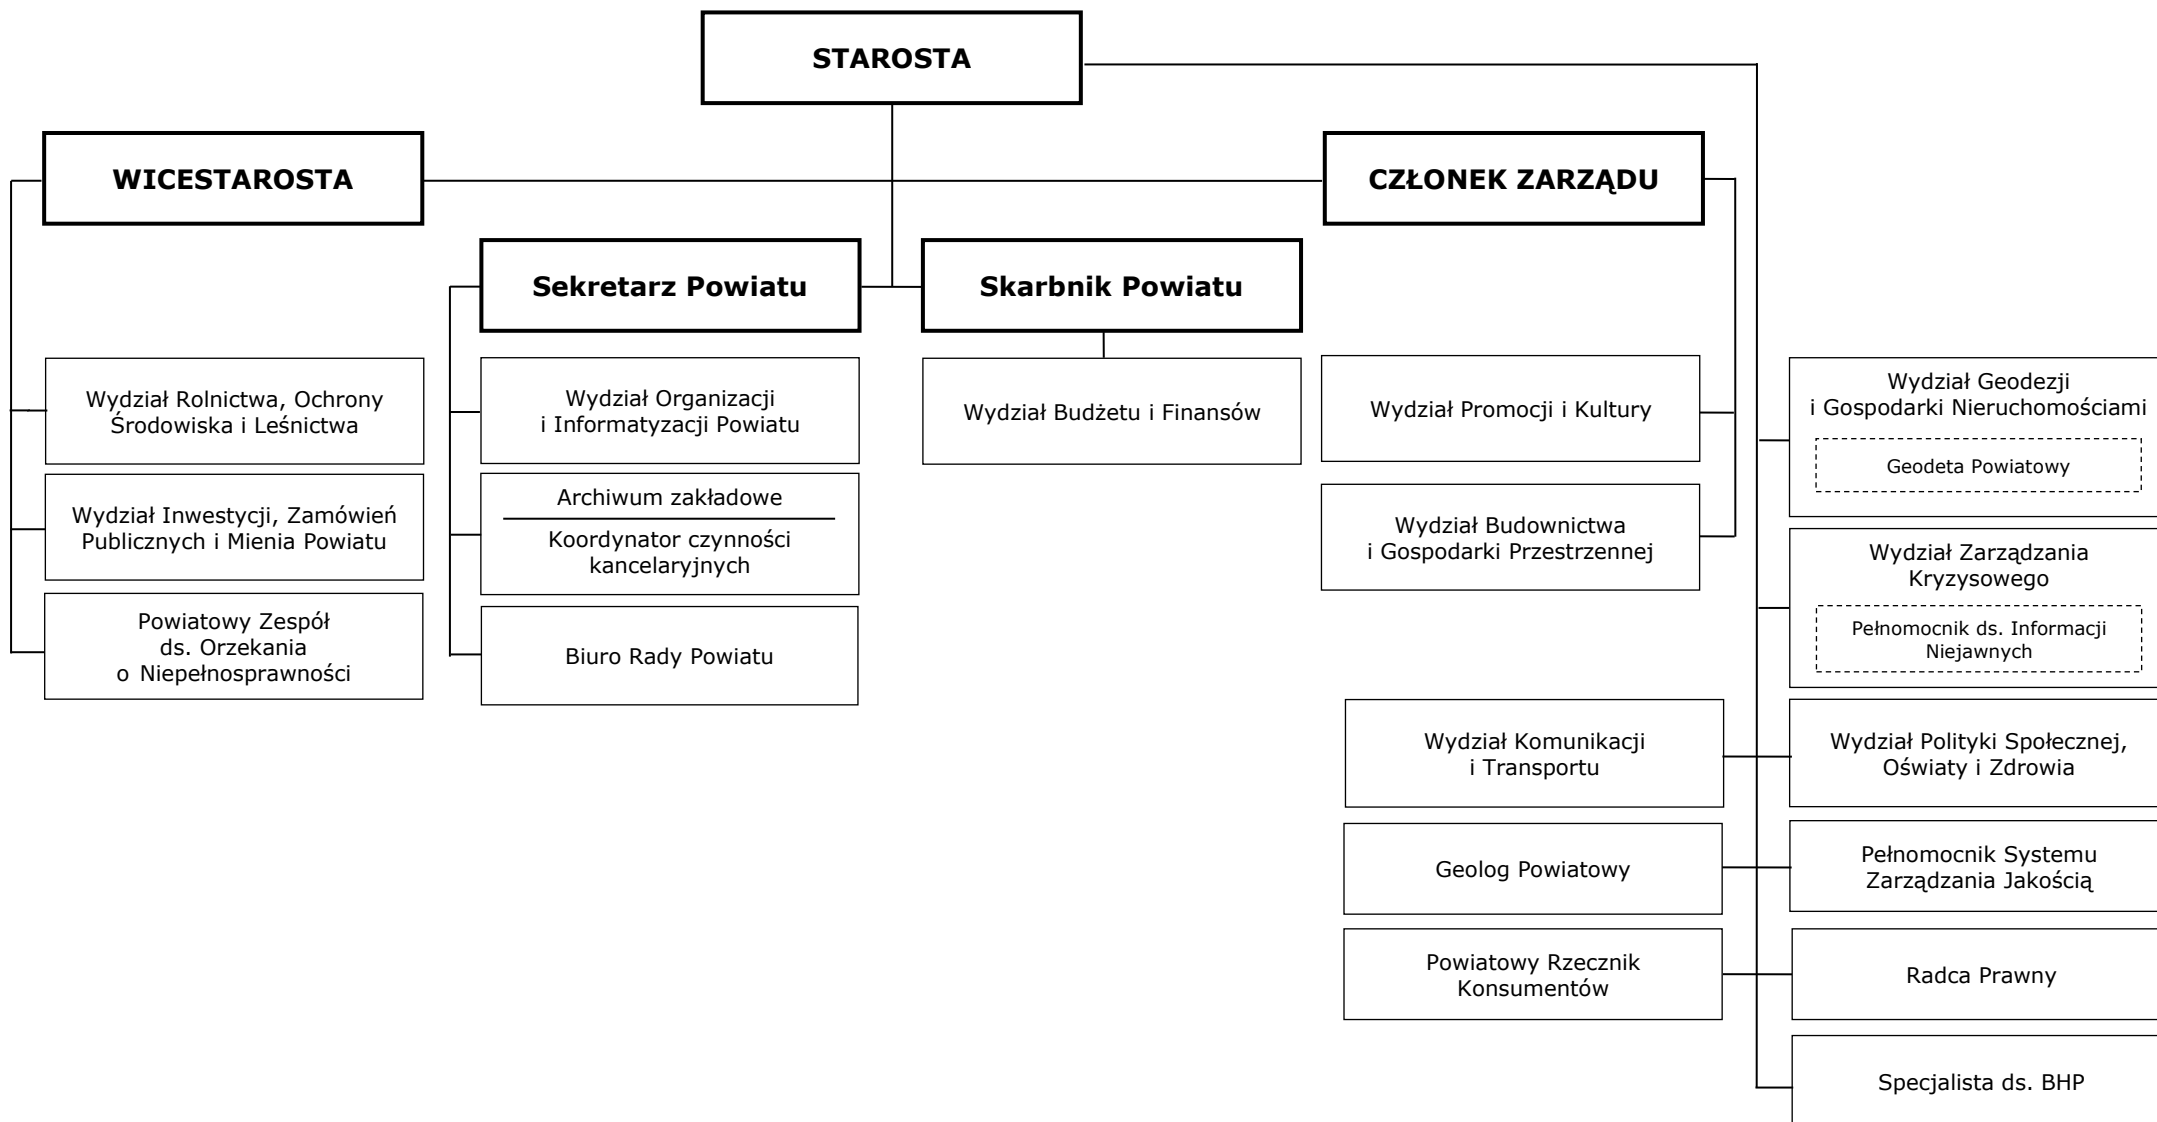 STAROSTA
WICESTAROSTA
CZŁONEK ZARZĄDU
Sekretarz Powiatu
Skarbnik Powiatu
Wydział Rolnictwa, Ochrony
Środowiska i Leśnictwa
Wydział Inwestycji, Zamówień
Publicznych i Mienia Powiatu
Powiatowy Zespół
ds. Orzekania
o Niepełnosprawności
Wydział Organizacji
i Informatyzacji Powiatu
Archiwum zakładowe
Koordynator czynności
kancelaryjnych
Biuro Rady Powiatu
Wydział Budżetu i Finansów
Wydział Promocji i Kultury
Wydział Budownictwa
i Gospodarki Przestrzennej
Wydział Geodezji
i Gospodarki Nieruchomościami
Geodeta Powiatowy
Wydział Zarządzania
Kryzysowego
Pełnomocnik ds. Informacji
Niejawnych
Wydział Komunikacji
i Transportu
Wydział Polityki Społecznej,
Oświaty i Zdrowia
Geolog Powiatowy
Pełnomocnik Systemu
Zarządzania Jakością
Powiatowy Rzecznik
Konsumentów
Radca Prawny
Specjalista ds. BHP